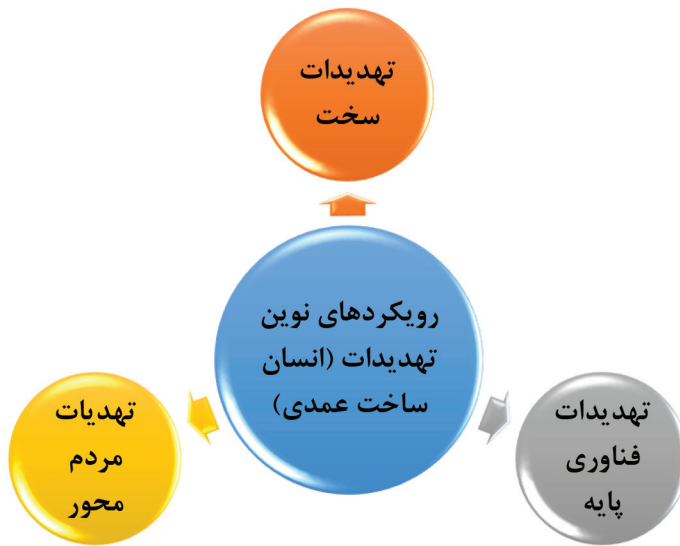 تهدیدات
سخت
رویکردهای نوین
تهدیدات (انسان
ساخت عمدی)
تهدیدات
فناوری
پایه
تهدیات
مردم
محور